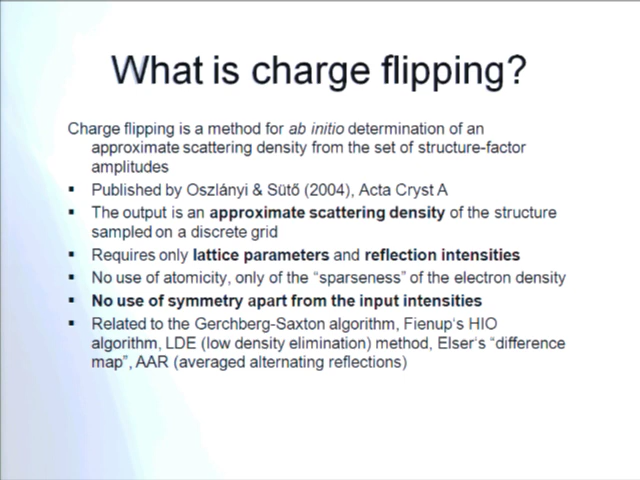 What is charge flipping?
Charge flipping is a method for ab initio determination of an
approximate scattering density from the set of structure-factor
amplitudes
▪ Published by Oszlányi & Sütő (2004), Acta Cryst A
▪ The output is an approximate scattering density of the structure
sampled on a discrete grid
▪ Requires only lattice parameters and reflection intensities
▪ No use of atomicity, only of the “sparseness” of the electron density
▪ No use of symmetry apart from the input intensities
▪ Related to the Gerchberg-Saxton algorithm, Fienup‘s HIO
algorithm, LDE (low density elimination) method, Elser‘s “difference
map”, AAR (averaged alternating reflections)